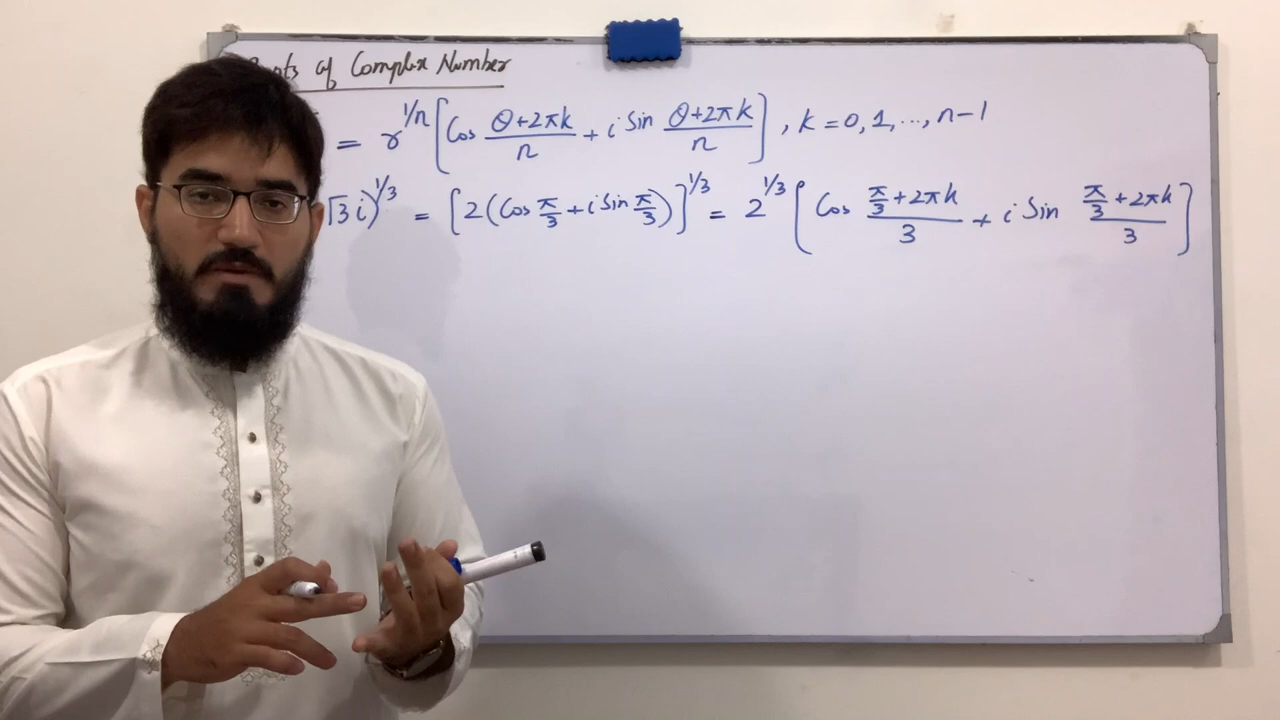 of Complex Number
= r^{1/n} [Cos (θ+2πk)/n + i Sin (θ+2πk)/n], k = 0, 1, ..., n-1
√3 i)^{1/3} = [2(Cos π/3 + i Sin π/3)]^{1/3} = 2^{1/3} [Cos (π/3+2πk)/3 + i Sin (π/3+2πk)/3]